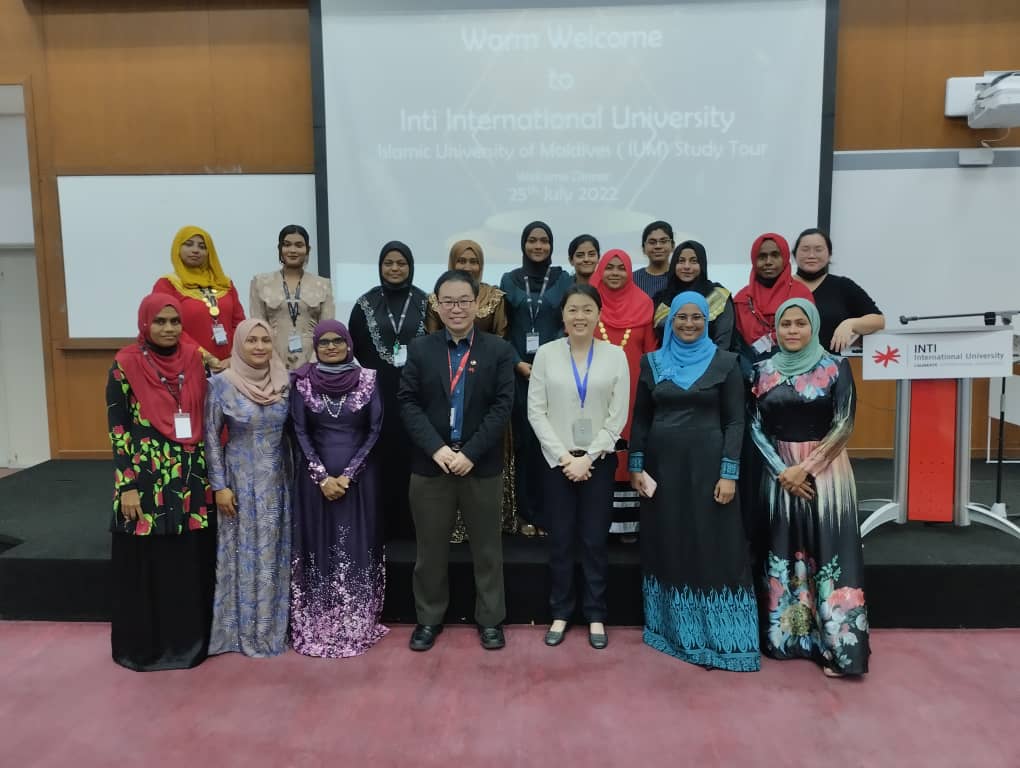 Warm Welcome
to
Inti International University
Islamic University of Maldives ( IUM) Study Tour
Welcome Dinner
25th July 2022
INTI
International University